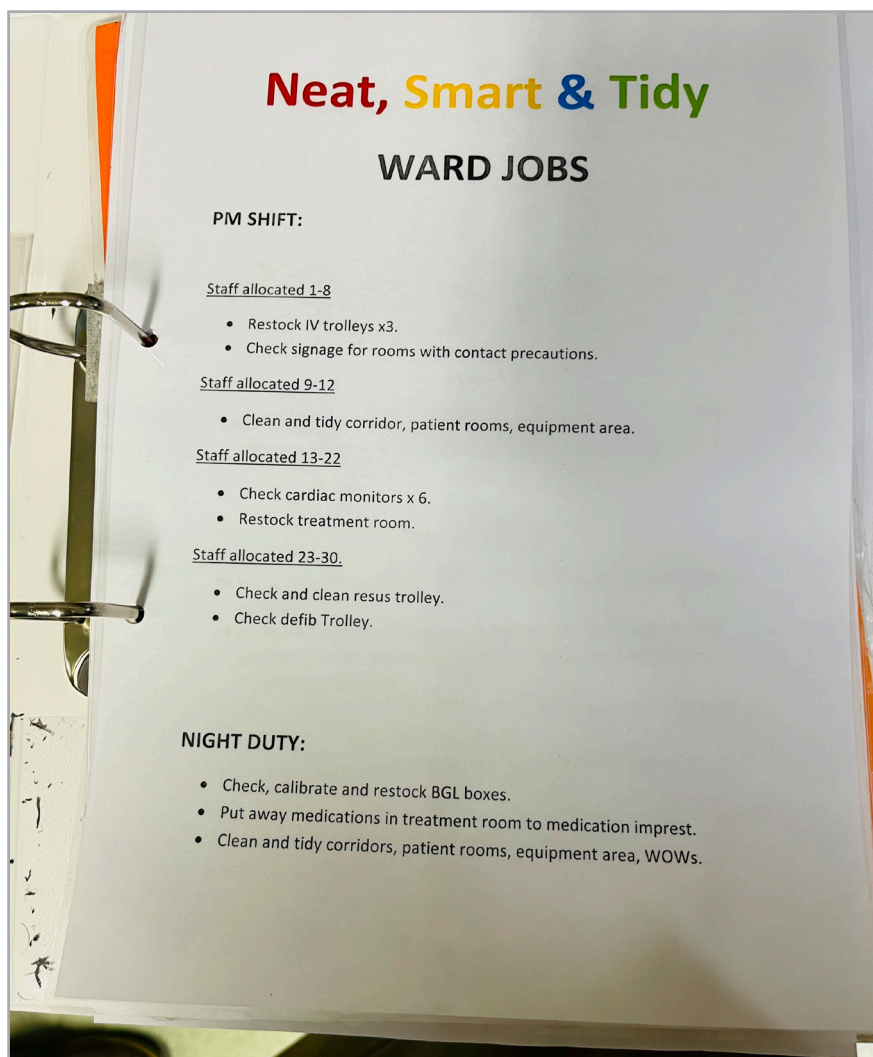 Neat, Smart & Tidy
WARD JOBS
PM SHIFT:
Staff allocated 1-8
• Restock IV trolleys x3.
• Check signage for rooms with contact precautions.
Staff allocated 9-12
• Clean and tidy corridor, patient rooms, equipment area.
Staff allocated 13-22
• Check cardiac monitors x 6.
• Restock treatment room.
Staff allocated 23-30.
• Check and clean resus trolley.
• Check defib Trolley.
NIGHT DUTY:
• Check, calibrate and restock BGL boxes.
• Put away medications in treatment room to medication imprest.
• Clean and tidy corridors, patient rooms, equipment area, WOWs.